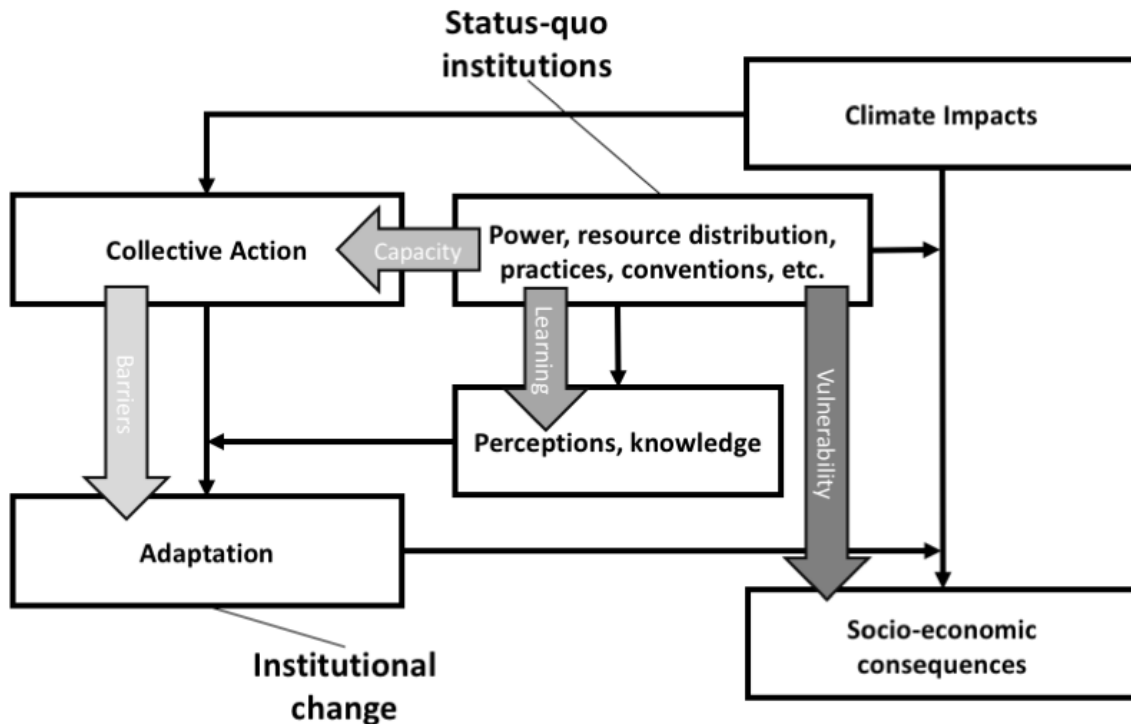 Status-quo
institutions
Climate Impacts
Collective Action
Capacity
Power, resource distribution,
practices, conventions, etc.
Barriers
Learning
Vulnerability
Perceptions, knowledge
Adaptation
Socio-economic
consequences
Institutional
change